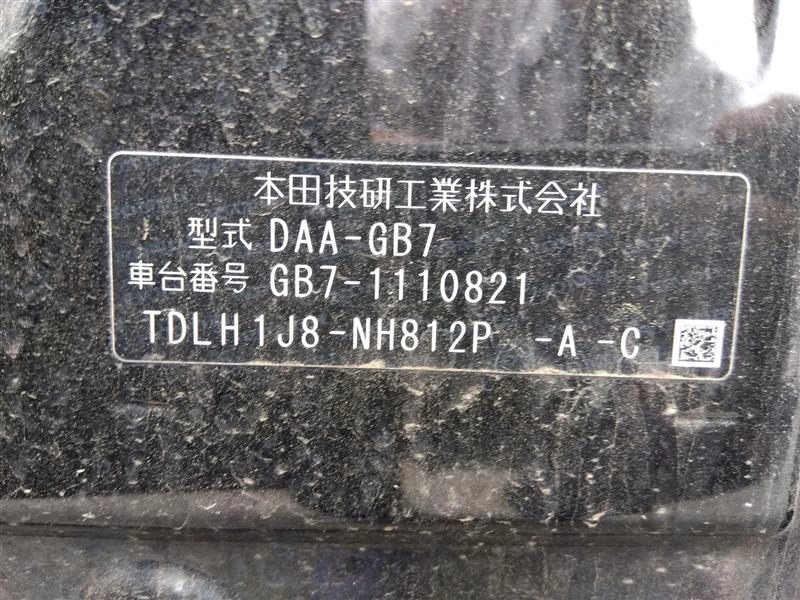 本田技研工業株式会社
型式 DAA-GB7
車台番号 GB7-1110821
TDLH1J8-NH812P -A -C